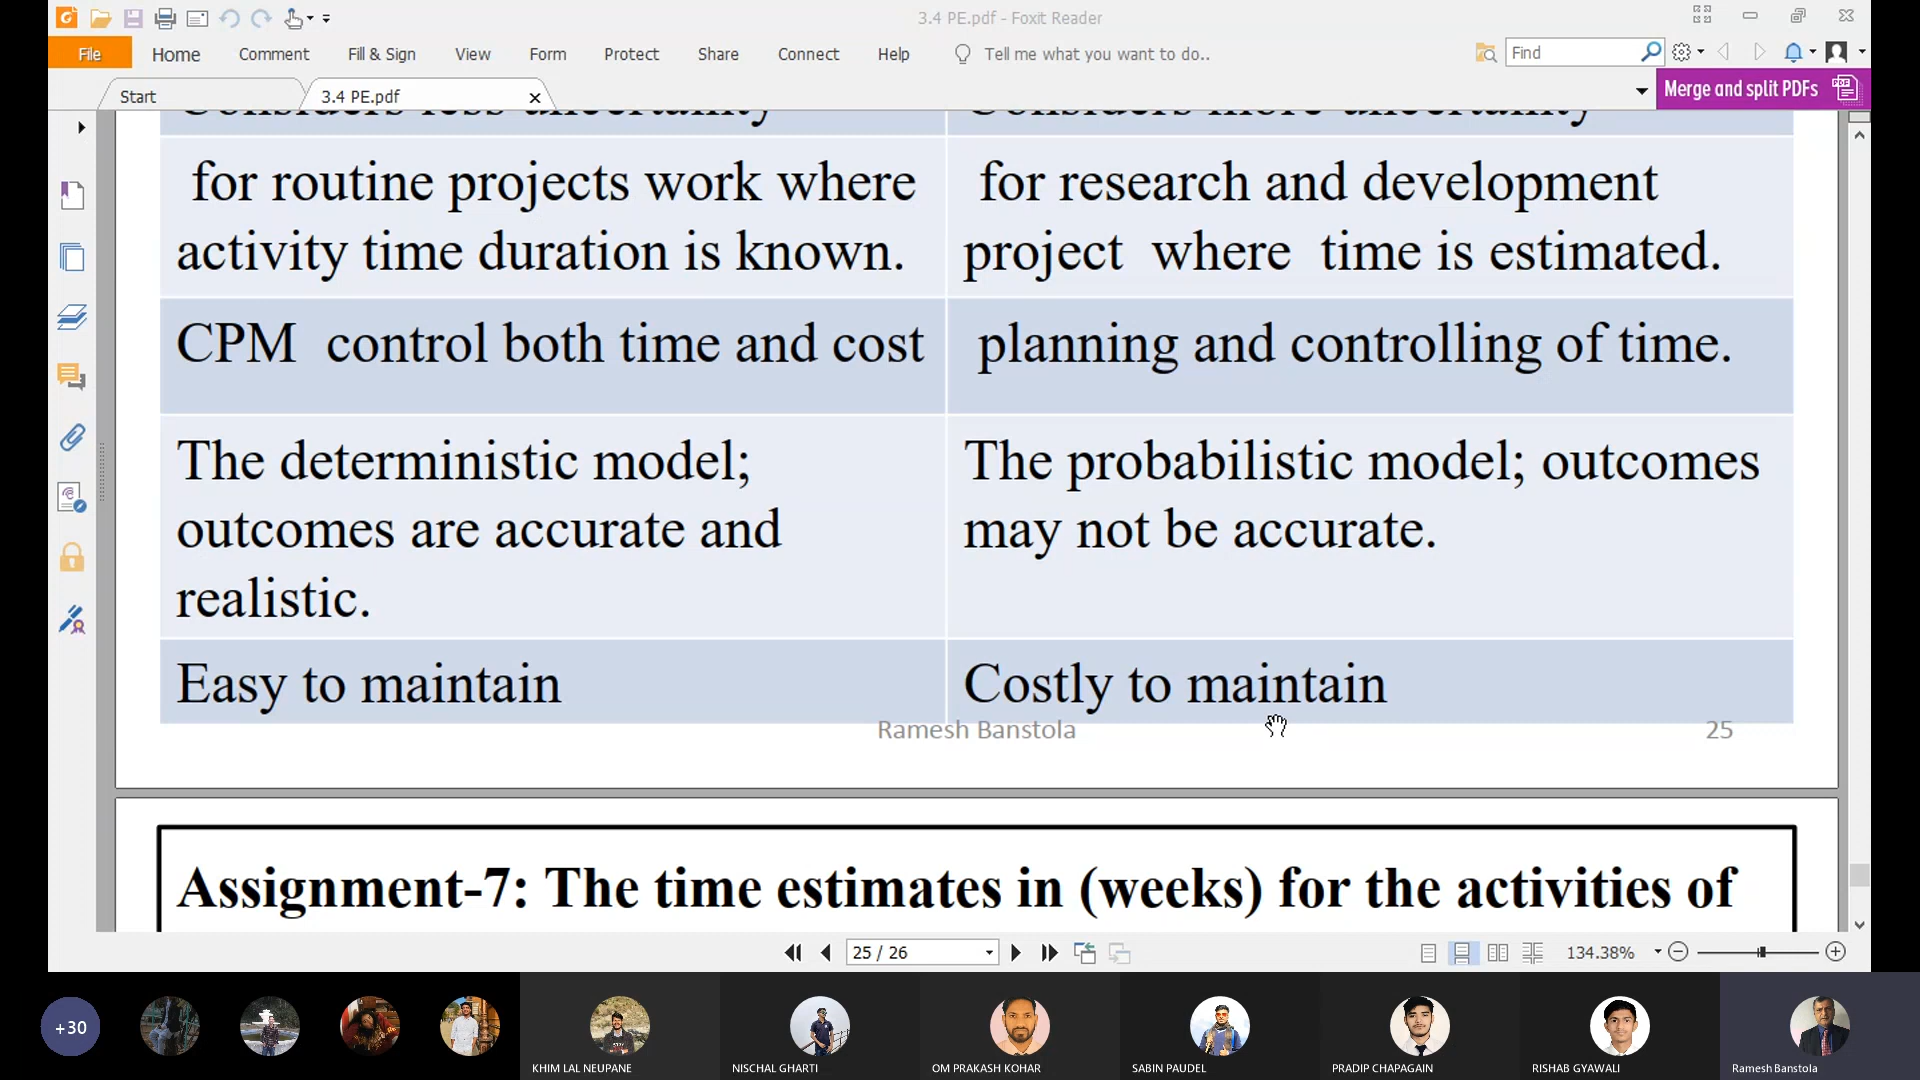 3.4 PE.pdf - Foxit Reader
File Home Comment Fill & Sign View Form Protect Share Connect Help Tell me what you want to do.. Find
Start 3.4 PE.pdf Merge and split PDFs
Considers less uncertainty
Considers more uncertainty
for routine projects work where
activity time duration is known.
for research and development
project where time is estimated.
CPM control both time and cost
planning and controlling of time.
The deterministic model;
outcomes are accurate and
realistic.
The probabilistic model; outcomes
may not be accurate.
Easy to maintain
Costly to maintain
Ramesh Banstola 25
Assignment-7: The time estimates in (weeks) for the activities of
25 / 26 134.38%
+30
KHIM LAL NEUPANE NISCHAL GHARTI OM PRAKASH KOHAR SABIN PAUDEL PRADIP CHAPAGAIN RISHAB GYAWALI Ramesh Banstola